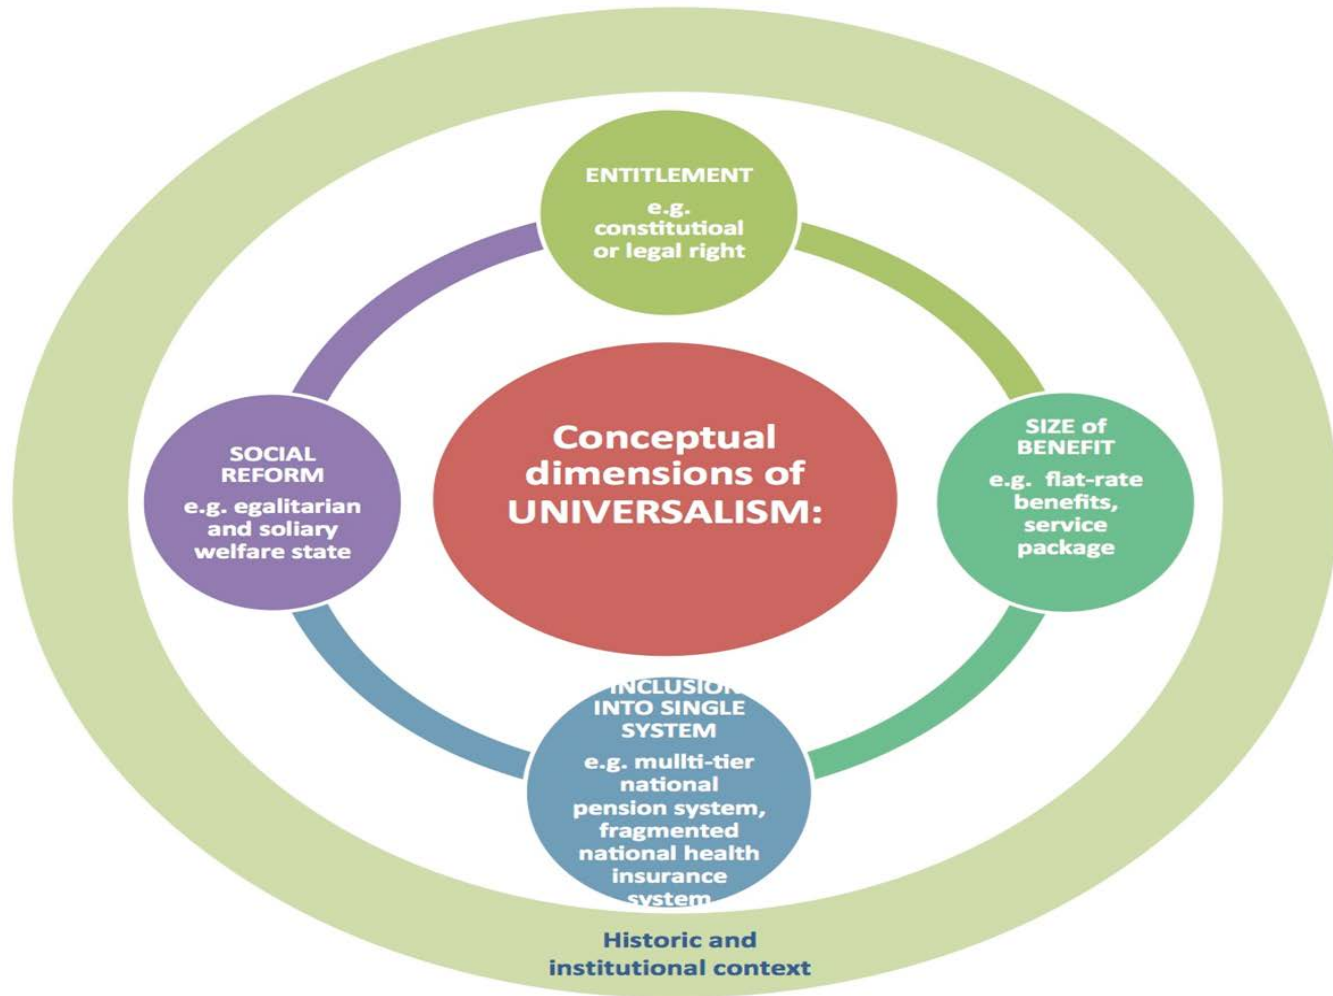 ENTITLEMENT
e.g.
constitutioal
or legal right
SOCIAL
REFORM
e.g. egalitarian
and soliary
welfare state
Conceptual
dimensions of
UNIVERSALISM:
SIZE of
BENEFIT
e.g. flat-rate
benefits,
service
package
INCLUSION
INTO SINGLE
SYSTEM
e.g. mullti-tier
national
pension system,
fragmented
national health
insurance
system
Historic and
institutional context